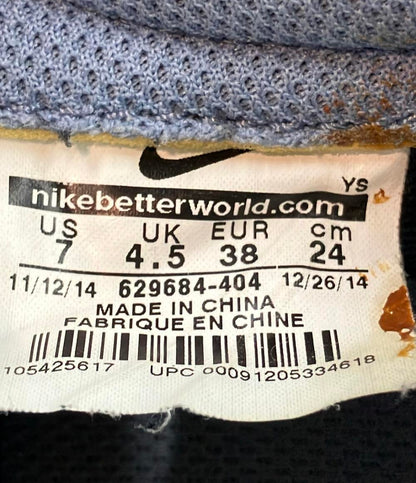 YS
nikebetterworld.com
US UK EUR cm
7 4.5 38 24
11/12/14 629684-404 12/26/14
MADE IN CHINA
FABRIQUE EN CHINE
105425617 UPC 00091205334618